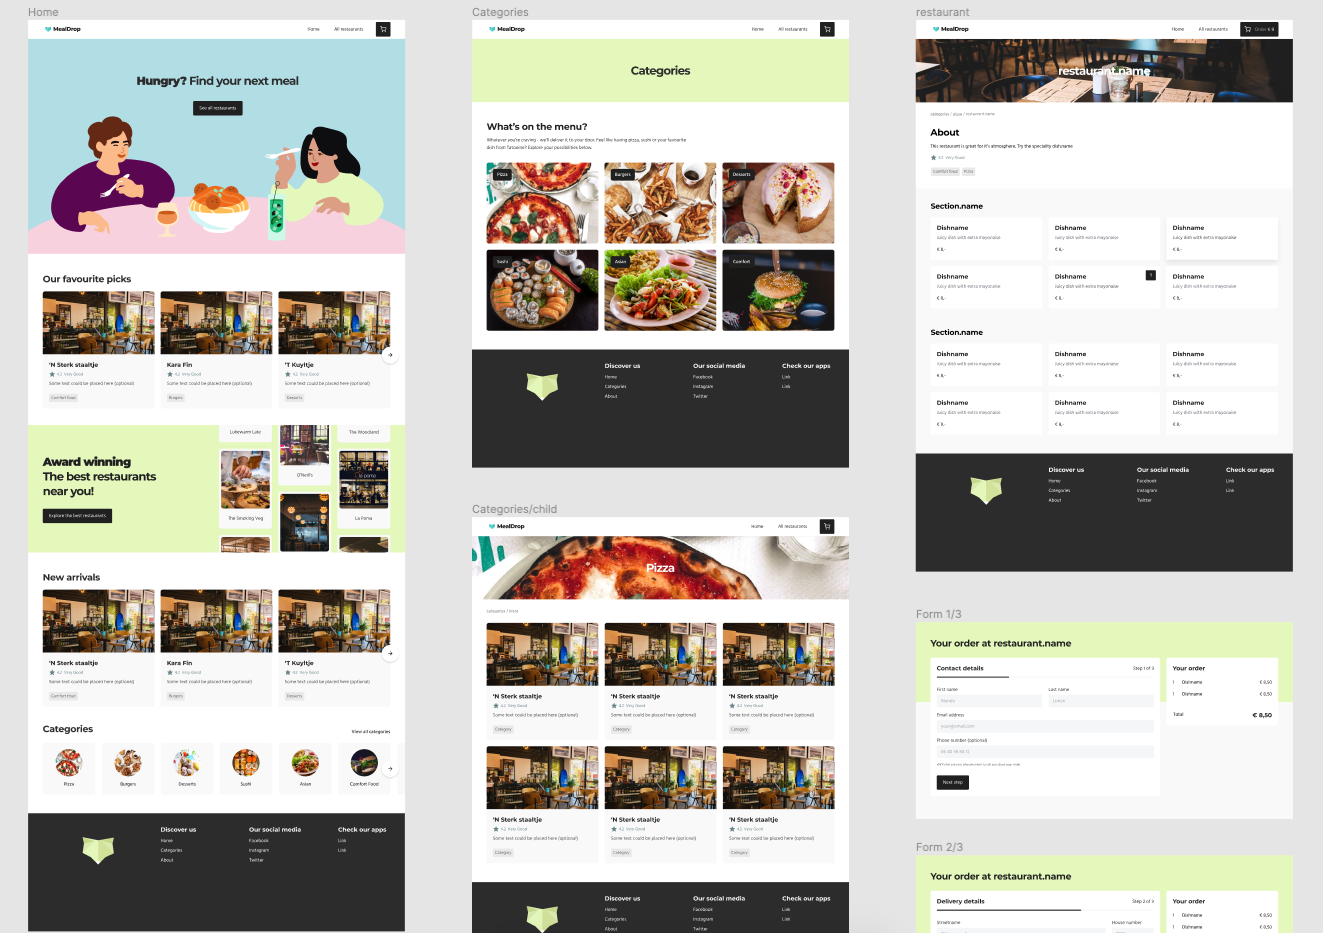 Home
MealDrop
Home
All restaurants
Hungry? Find your next meal
See all restaurants
Our favourite picks
'N Sterk staaltje
4.2 Very Good
Some text could be placed here (optional)
Comfort food
Kara Fin
4.2 Very Good
Some text could be placed here (optional)
Burgers
'T Kuyltje
4.2 Very Good
Some text could be placed here (optional)
Desserts
Award winning
The best restaurants
near you!
Explore the best restaurants
Lukewarm Late
The Smoking Veg
O'Neill's
The Woodland
La Poma
New arrivals
'N Sterk staaltje
4.2 Very Good
Some text could be placed here (optional)
Comfort food
Kara Fin
4.2 Very Good
Some text could be placed here (optional)
Burgers
'T Kuyltje
4.2 Very Good
Some text could be placed here (optional)
Desserts
Categories
View all categories
Pizza
Burgers
Desserts
Sushi
Asian
Comfort Food
Discover us
Home
Categories
About
Our social media
Facebook
Instagram
Twitter
Check our apps
Link
Link
Categories
MealDrop
Home
All restaurants
Categories
What's on the menu?
Whatever you're craving - we'll deliver it to your door. Feel like having pizza, sushi or your favourite
dish from Tatooine? Explore your possibilities below.
Pizza
Burgers
Desserts
Sushi
Asian
Comfort
Discover us
Home
Categories
About
Our social media
Facebook
Instagram
Twitter
Check our apps
Link
Link
Categories/child
MealDrop
Home
All restaurants
Pizza
categories / pizza
'N Sterk staaltje
4.2 Very Good
Some text could be placed here (optional)
Category
'N Sterk staaltje
4.2 Very Good
Some text could be placed here (optional)
Category
'N Sterk staaltje
4.2 Very Good
Some text could be placed here (optional)
Category
'N Sterk staaltje
4.2 Very Good
Some text could be placed here (optional)
Category
'N Sterk staaltje
4.2 Very Good
Some text could be placed here (optional)
Category
'N Sterk staaltje
4.2 Very Good
Some text could be placed here (optional)
Category
Discover us
Home
Categories
About
Our social media
Facebook
Instagram
Twitter
Check our apps
Link
Link
restaurant
MealDrop
Home
All restaurants
Order € 8
restaurant.name
categories / pizza / restaurant.name
About
This restaurant is great for it's atmosphere. Try the speciality dishname
4.2 Very Good
Comfort food
Pizza
Section.name
Dishname
Juicy dish with extra mayonaise
€ 8,-
Dishname
Juicy dish with extra mayonaise
€ 8,-
Dishname
Juicy dish with extra mayonaise
€ 8,-
Dishname
Juicy dish with extra mayonaise
€ 8,-
Dishname
1
Juicy dish with extra mayonaise
€ 8,-
Dishname
Juicy dish with extra mayonaise
€ 8,-
Section.name
Dishname
Juicy dish with extra mayonaise
€ 8,-
Dishname
Juicy dish with extra mayonaise
€ 8,-
Dishname
Juicy dish with extra mayonaise
€ 8,-
Dishname
Juicy dish with extra mayonaise
€ 8,-
Dishname
Juicy dish with extra mayonaise
€ 8,-
Dishname
Juicy dish with extra mayonaise
€ 8,-
Discover us
Home
Categories
About
Our social media
Facebook
Instagram
Twitter
Check our apps
Link
Link
Form 1/3
Your order at restaurant.name
Contact details
Step 1 of 3
First name
Last name
Email address
Phone number (optional)
Next step
Your order
1 Dishname € 8,50
1 Dishname € 8,50
Total € 8,50
Form 2/3
Your order at restaurant.name
Delivery details
Step 2 of 3
Streetname
House number
Your order
1 Dishname € 8,50
1 Dishname € 8,50